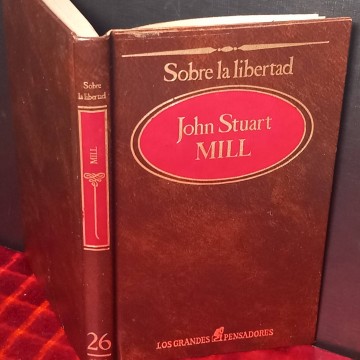 Sobre
la libertad
MILL
26
Sobre la libertad
John Stuart
MILL
LOS GRANDES PENSADORES